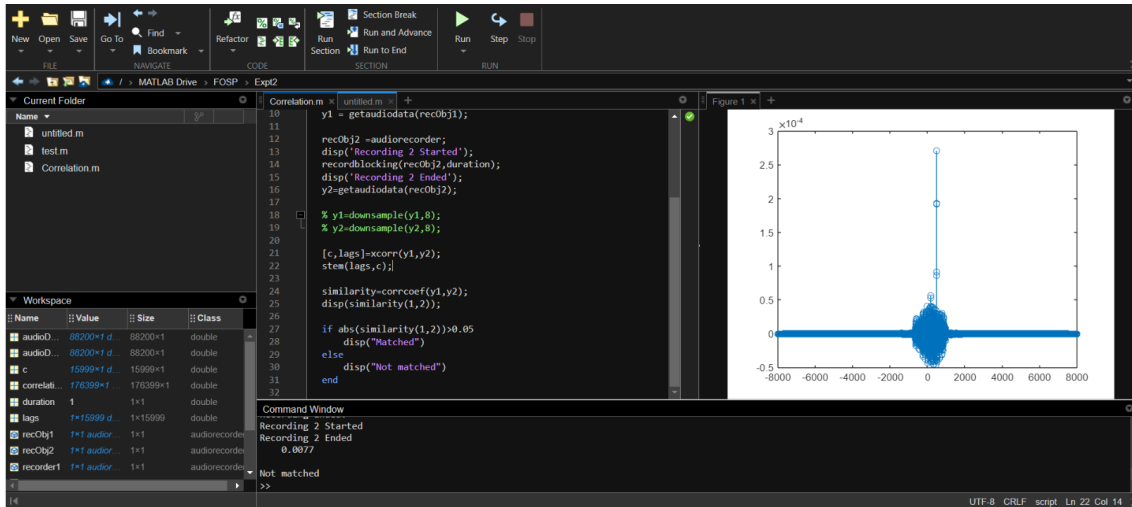 New Open Save Go To Find Refactor Run Section Section Break Run Step Stop
Bookmark Run and Advance
Run to End
FILE NAVIGATE CODE SECTION RUN
/ > MATLAB Drive > FOSP > Expt2
Current Folder
Name
untitled.m
test.m
Correlation.m
Workspace
Name Value Size Class
audioD... 88200×1 d... 88200×1 double
audioD... 88200×1 d... 88200×1 double
c 15999×1 d... 15999×1 double
correlati... 176399×1 ... 176399×1 double
duration 1 1×1 double
lags 1×15999 d... 1×15999 double
recObj1 1×1 audior... 1×1 audiorecorder
recObj2 1×1 audior... 1×1 audiorecorder
recorder1 1×1 audior... 1×1 audiorecorder
Correlation.m × untitled.m × +
10 y1 = getaudiodata(recObj1);
11
12 recObj2 =audiorecorder;
13 disp('Recording 2 Started');
14 recordblocking(recObj2,duration);
15 disp('Recording 2 Ended');
16 y2=getaudiodata(recObj2);
17
18 % y1=downsample(y1,8);
19 % y2=downsample(y2,8);
20
21 [c,lags]=xcorr(y1,y2);
22 stem(lags,c);
23
24 similarity=corrcoef(y1,y2);
25 disp(similarity(1,2));
26
27 if abs(similarity(1,2))>0.05
28 disp("Matched")
29 else
30 disp("Not matched")
31 end
32
Figure 1 × +
×10-4
3
2.5
2
1.5
1
0.5
0
-0.5
-8000 -6000 -4000 -2000 0 2000 4000 6000 8000
Command Window
Recording 2 Started
Recording 2 Ended
0.0077
Not matched
>>
UTF-8 CRLF script Ln 22 Col 14